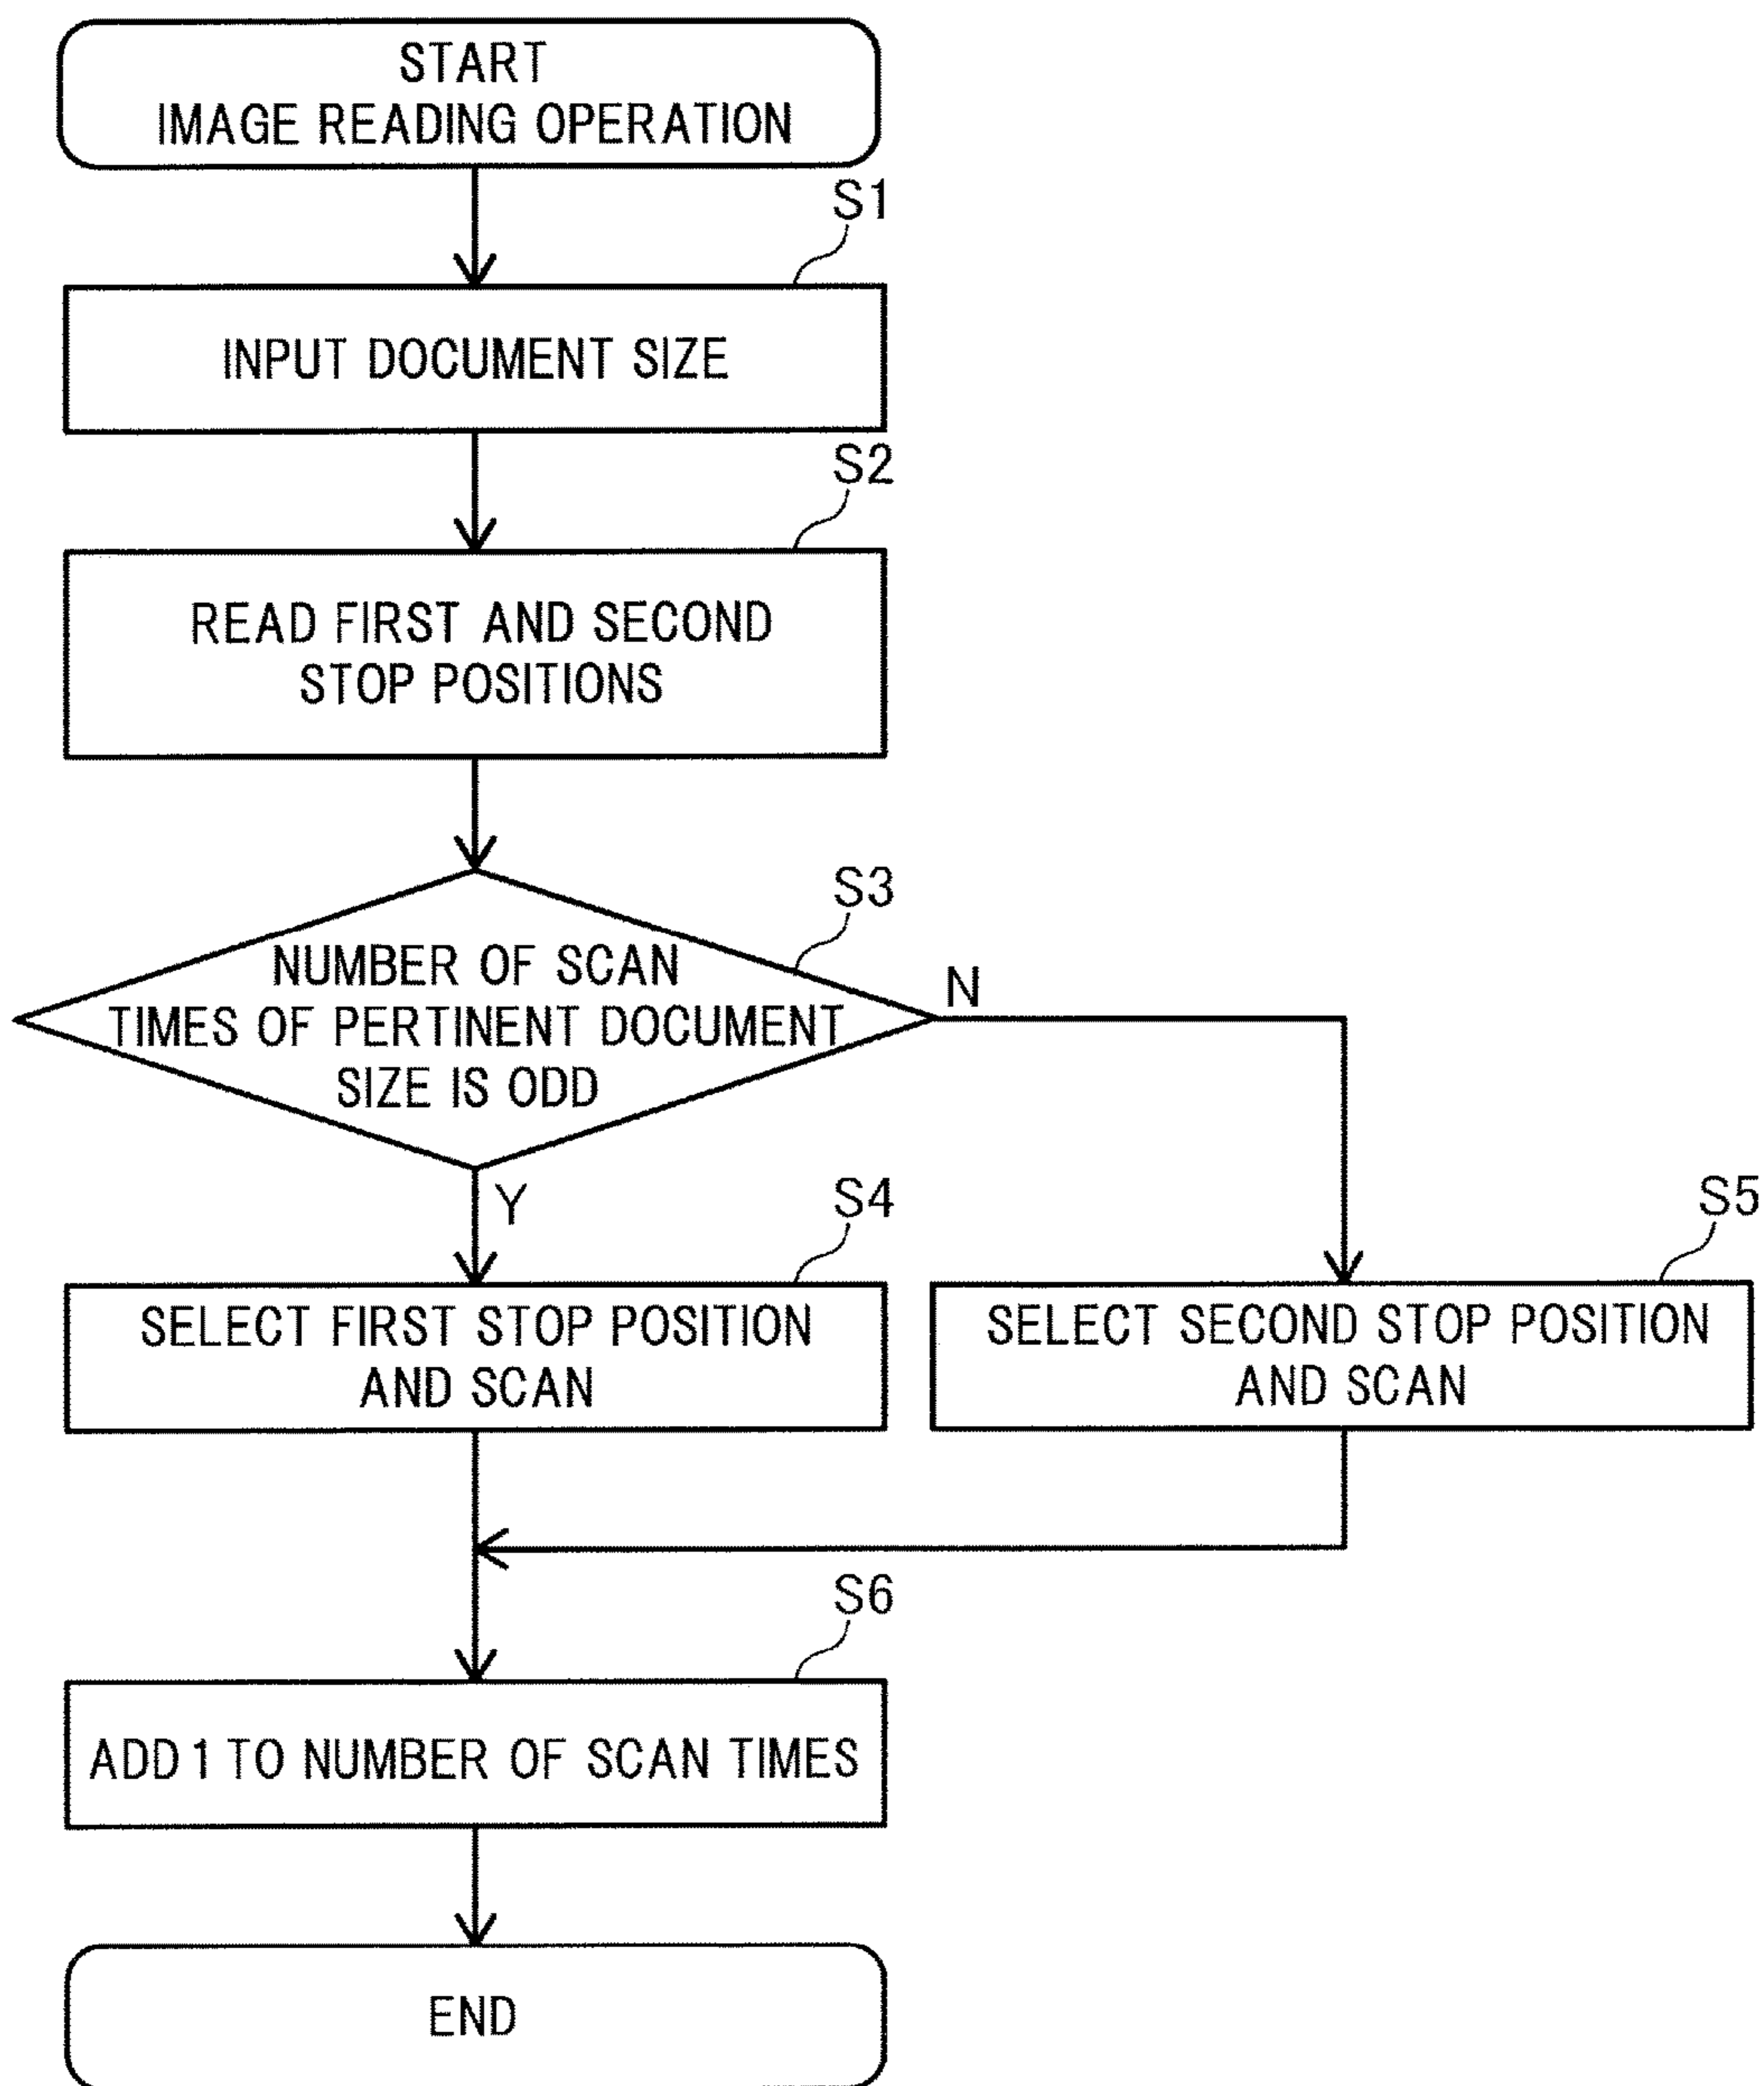 START
IMAGE READING OPERATION
S1
INPUT DOCUMENT SIZE
S2
READ FIRST AND SECOND
STOP POSITIONS
S3
NUMBER OF SCAN
TIMES OF PERTINENT DOCUMENT
SIZE IS ODD
N
Y
S4
SELECT FIRST STOP POSITION
AND SCAN
S5
SELECT SECOND STOP POSITION
AND SCAN
S6
ADD 1 TO NUMBER OF SCAN TIMES
END